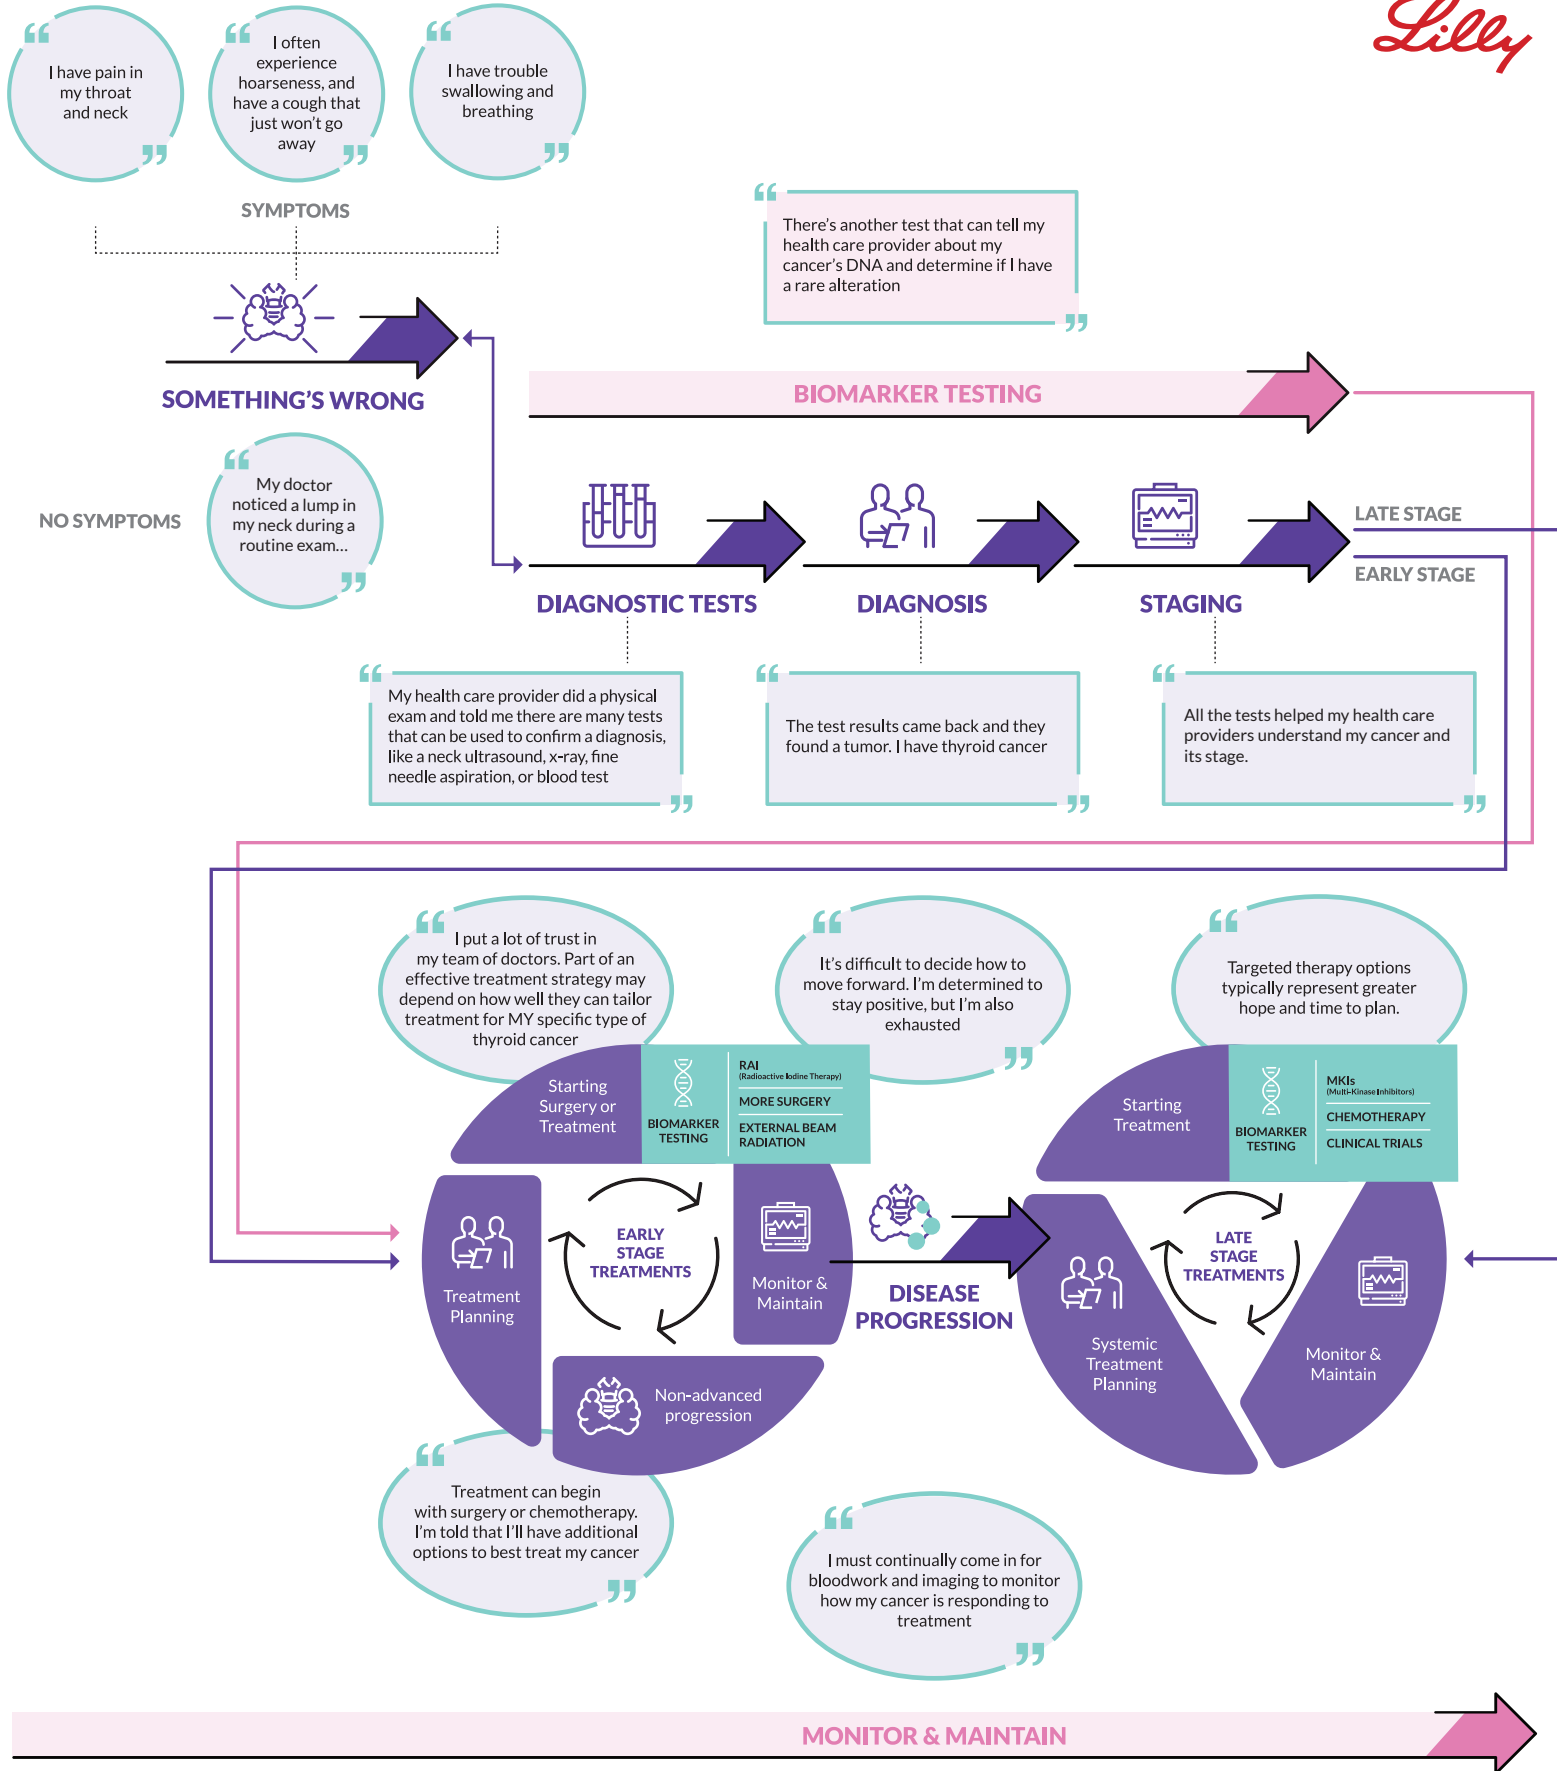 Lilly
I have pain in
my throat
and neck
I often
experience
hoarseness, and
have a cough that
just won't go
away
I have trouble
swallowing and
breathing
SYMPTOMS
There's another test that can tell my
health care provider about my
cancer's DNA and determine if I have
a rare alteration
SOMETHING'S WRONG
BIOMARKER TESTING
NO SYMPTOMS
My doctor
noticed a lump in
my neck during a
routine exam...
LATE STAGE
EARLY STAGE
DIAGNOSTIC TESTS
DIAGNOSIS
STAGING
My health care provider did a physical
exam and told me there are many tests
that can be used to confirm a diagnosis,
like a neck ultrasound, x-ray, fine
needle aspiration, or blood test
The test results came back and they
found a tumor. I have thyroid cancer
All the tests helped my health care
providers understand my cancer and
its stage.
I put a lot of trust in
my team of doctors. Part of an
effective treatment strategy may
depend on how well they can tailor
treatment for MY specific type of
thyroid cancer
It's difficult to decide how to
move forward. I'm determined to
stay positive, but I'm also
exhausted
Targeted therapy options
typically represent greater
hope and time to plan.
Starting
Surgery or
Treatment
BIOMARKER
TESTING
RAI
(Radioactive Iodine Therapy)
MORE SURGERY
EXTERNAL BEAM
RADIATION
Starting
Treatment
BIOMARKER
TESTING
MKIs
(Multi-Kinase Inhibitors)
CHEMOTHERAPY
CLINICAL TRIALS
EARLY
STAGE
TREATMENTS
Treatment
Planning
Monitor &
Maintain
Non-advanced
progression
DISEASE
PROGRESSION
LATE
STAGE
TREATMENTS
Systemic
Treatment
Planning
Monitor &
Maintain
Treatment can begin
with surgery or chemotherapy.
I'm told that I'll have additional
options to best treat my cancer
I must continually come in for
bloodwork and imaging to monitor
how my cancer is responding to
treatment
MONITOR & MAINTAIN